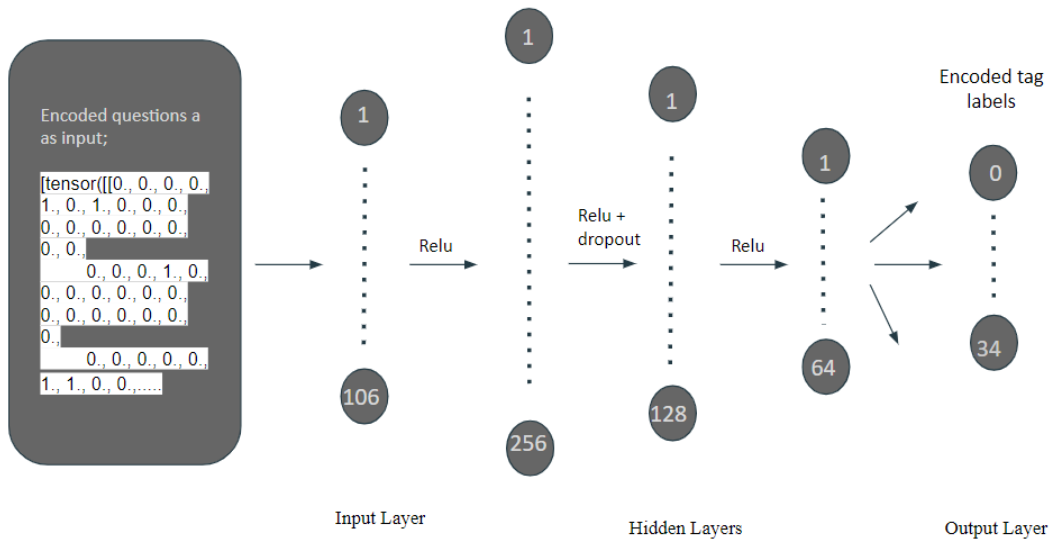 Encoded questions a
as input;
[tensor([[0., 0., 0., 0.,
1., 0., 1., 0., 0., 0.,
0., 0., 0., 0., 0., 0.,
0., 0.,
0., 0., 0., 1., 0.,
0., 0., 0., 0., 0., 0.,
0., 0., 0., 0., 0., 0.,
0.,
0., 0., 0., 0., 0.,
1., 1., 0., 0.,.....
1
106
Input Layer
Relu
1
256
Relu +
dropout
1
128
Hidden Layers
Relu
1
64
Encoded tag
labels
0
34
Output Layer